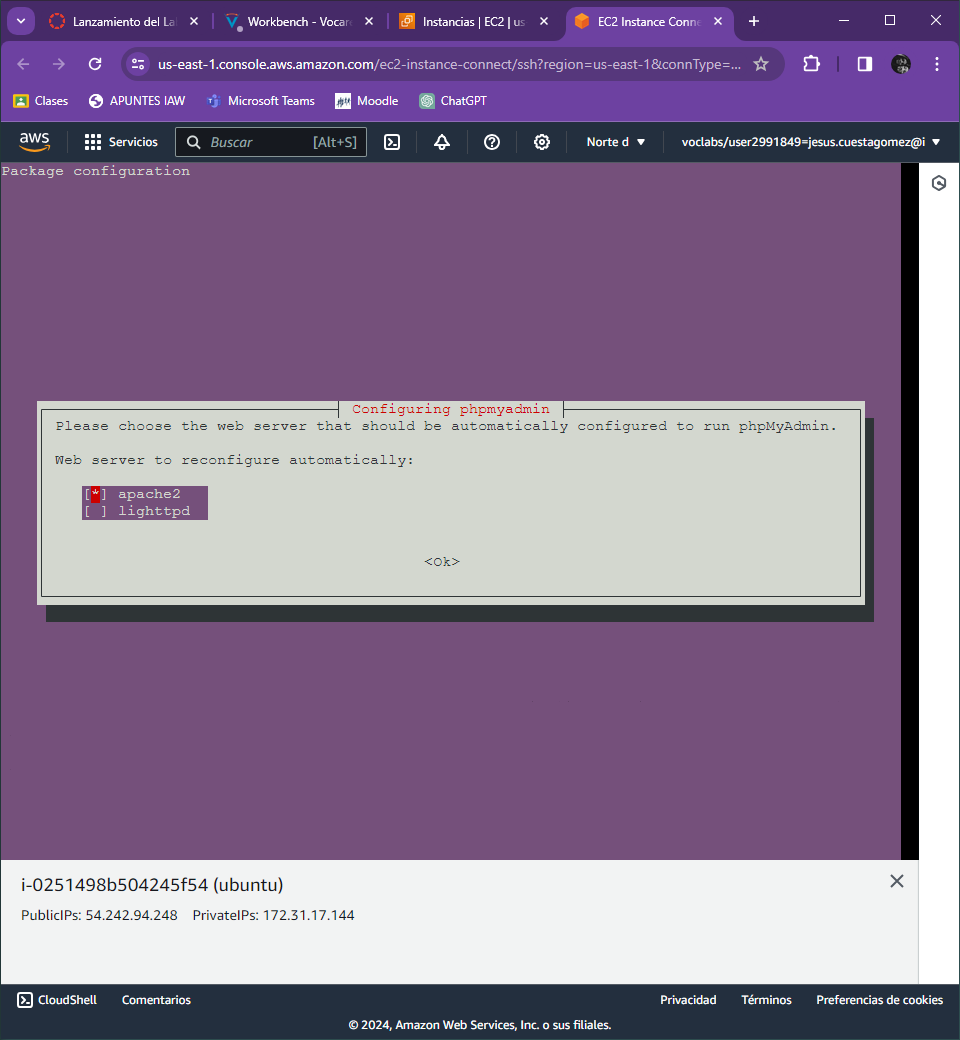 Lanzamiento del La
Workbench - Vocar
Instancias | EC2 | us
EC2 Instance Conne
us-east-1.console.aws.amazon.com/ec2-instance-connect/ssh?region=us-east-1&connType=...
Clases
APUNTES IAW
Microsoft Teams
Moodle
ChatGPT
aws
Servicios
Buscar
[Alt+S]
Norte d
voclabs/user2991849=jesus.cuestagomez@i
Package configuration
Configuring phpmyadmin
Please choose the web server that should be automatically configured to run phpMyAdmin.
Web server to reconfigure automatically:
[*] apache2
[ ] lighttpd
<Ok>
i-0251498b504245f54 (ubuntu)
PublicIPs: 54.242.94.248 PrivateIPs: 172.31.17.144
CloudShell
Comentarios
Privacidad
Términos
Preferencias de cookies
© 2024, Amazon Web Services, Inc. o sus filiales.